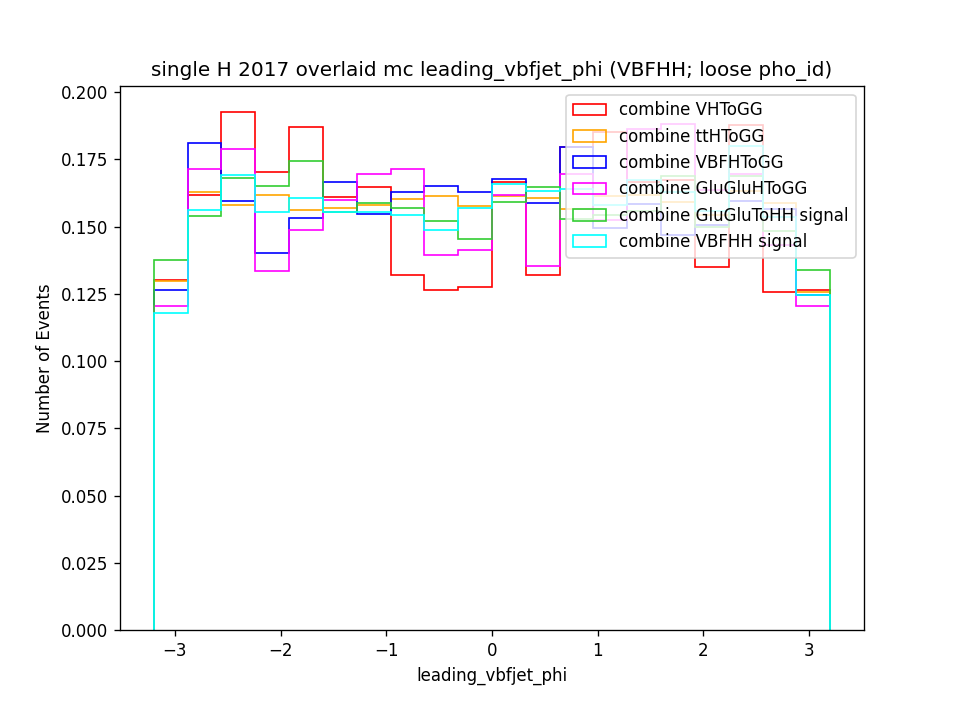 single H 2017 overlaid mc leading_vbfjet_phi (VBFHH; loose pho_id)
combine VHToGG
combine ttHToGG
combine VBFHToGG
combine GluGluHToGG
combine GluGluToHH signal
combine VBFHH signal
Number of Events
0.200
0.175
0.150
0.125
0.100
0.075
0.050
0.025
0.000
−3 −2 −1 0 1 2 3
leading_vbfjet_phi